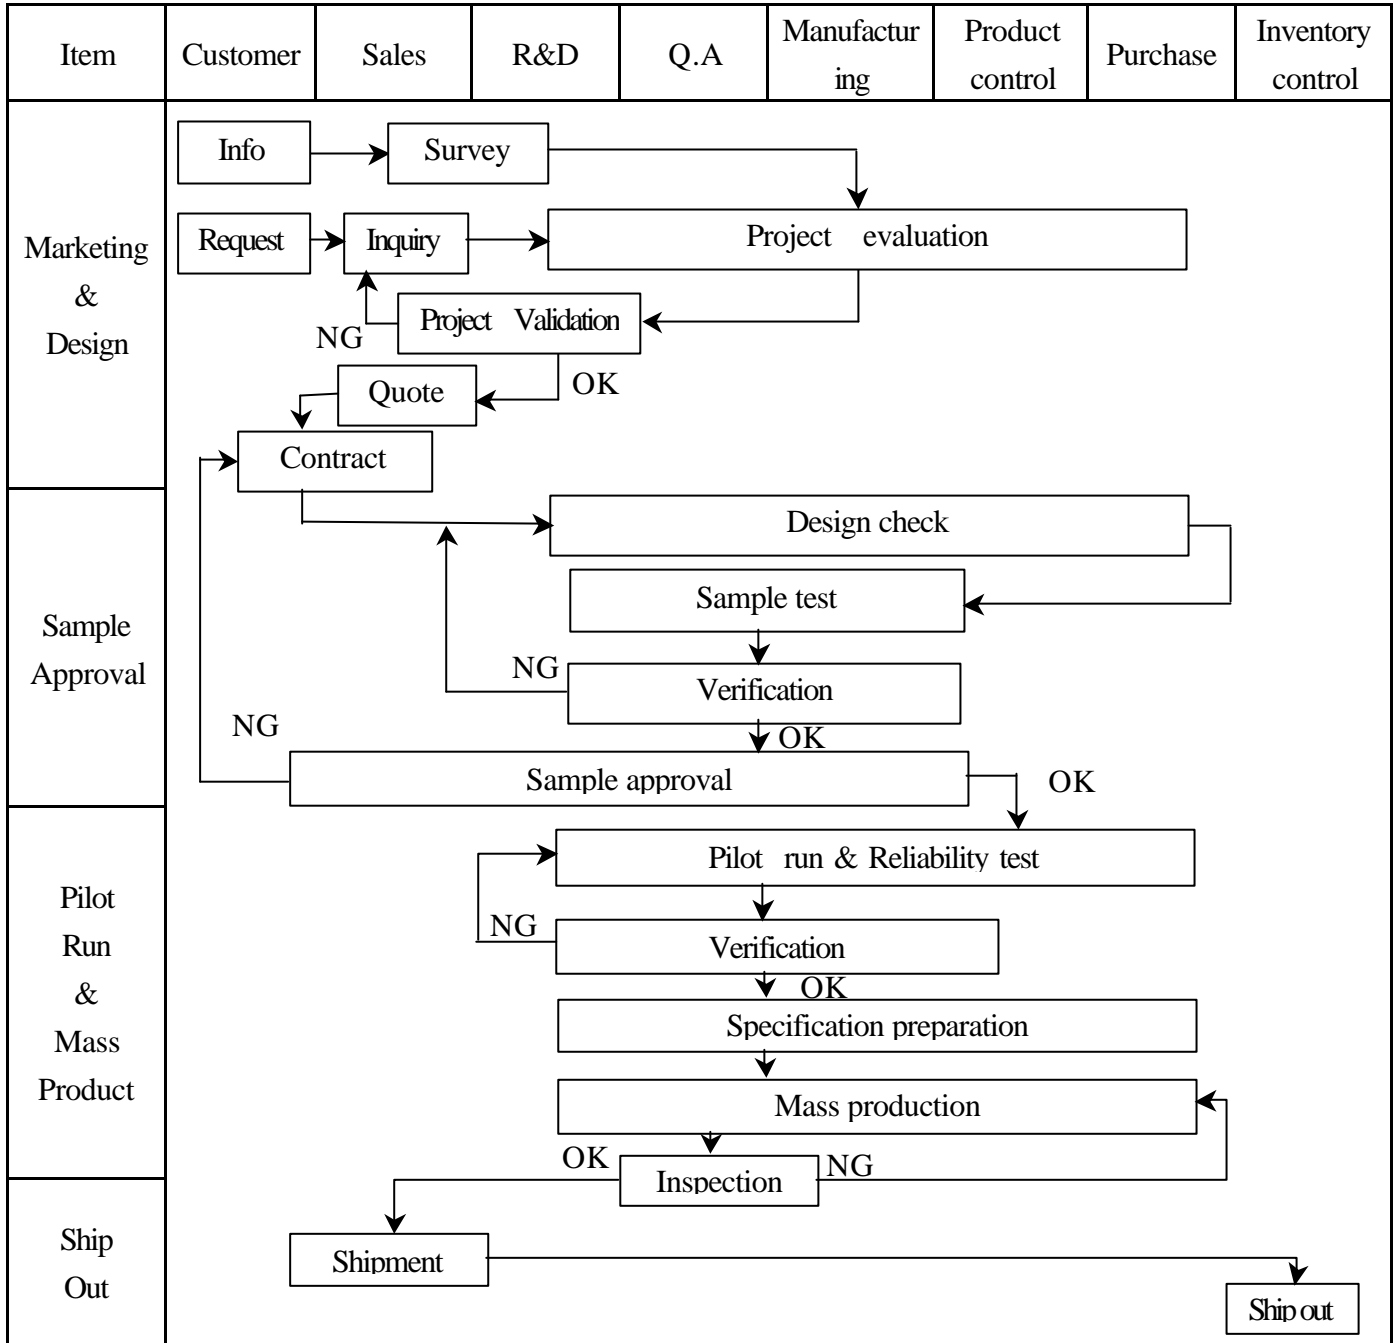 Item
Customer
Sales
R&D
Q.A
Manufactur
ing
Product
control
Purchase
Inventory
control
Marketing
&
Design
Info
Survey
Request
Inquiry
Project evaluation
NG
Project Validation
Quote
OK
Contract
Sample
Approval
Design check
Sample test
NG
Verification
NG
OK
Sample approval
OK
Pilot
Run
&
Mass
Product
Pilot run & Reliability test
NG
Verification
OK
Specification preparation
Mass production
OK
Inspection
NG
Ship
Out
Shipment
Ship out